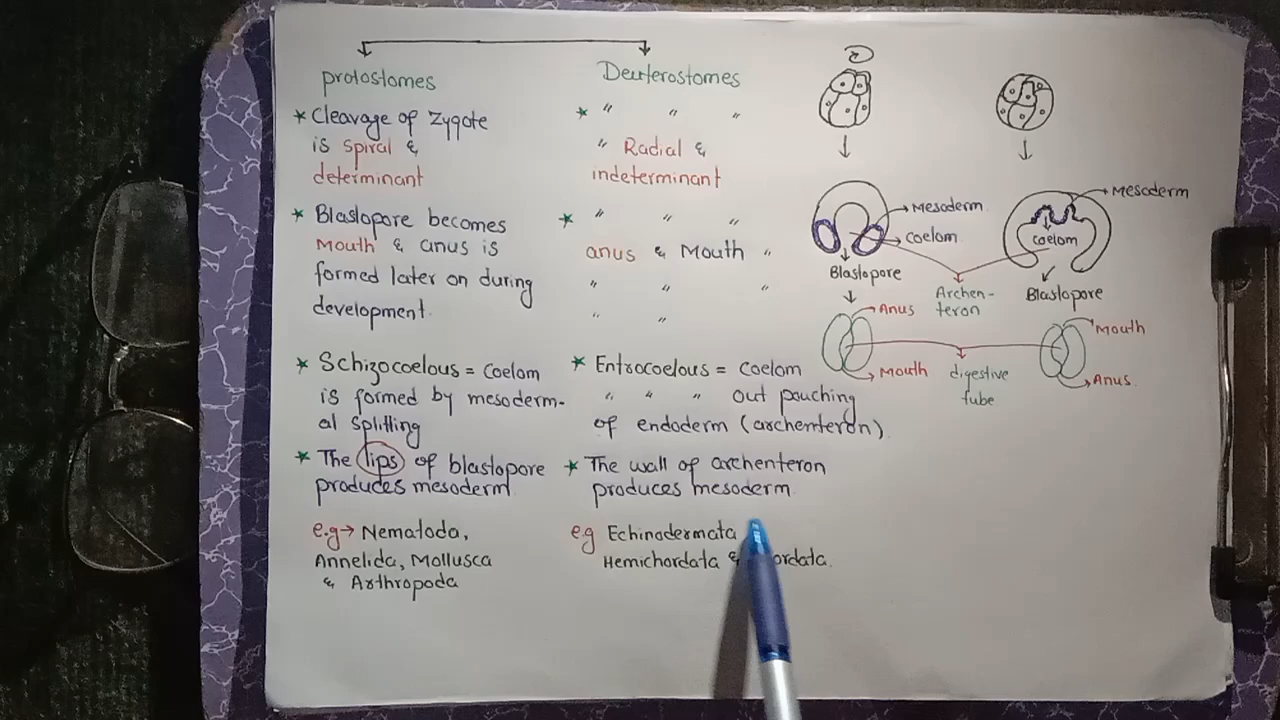 protostomes
* Cleavage of Zygote
is Spiral &
determinant
* Blastopore becomes
Mouth & anus is
formed later on during
development.
* Schizocoelous = Coelom
is formed by mesoderm-
al splitting
* The lips of blastopore
produces mesoderm
e.g → Nematoda,
Annelida, Mollusca
& Arthropoda
Deuterostomes
* " " "
" Radial &
indeterminant
* " " "
anus & Mouth "
" " "
" "
* Entrocoelous = Coelom
" " " out pouching
of endoderm (archenteron).
* The wall of archenteron
produces mesoderm
e.g Echinodermata
Hemichordata &
Mesoderm
Coelom
Blastopore
Anus
Mouth
Archen-
teron
digestive
tube
Mesoderm
Coelom
Blastopore
Mouth
Anus.